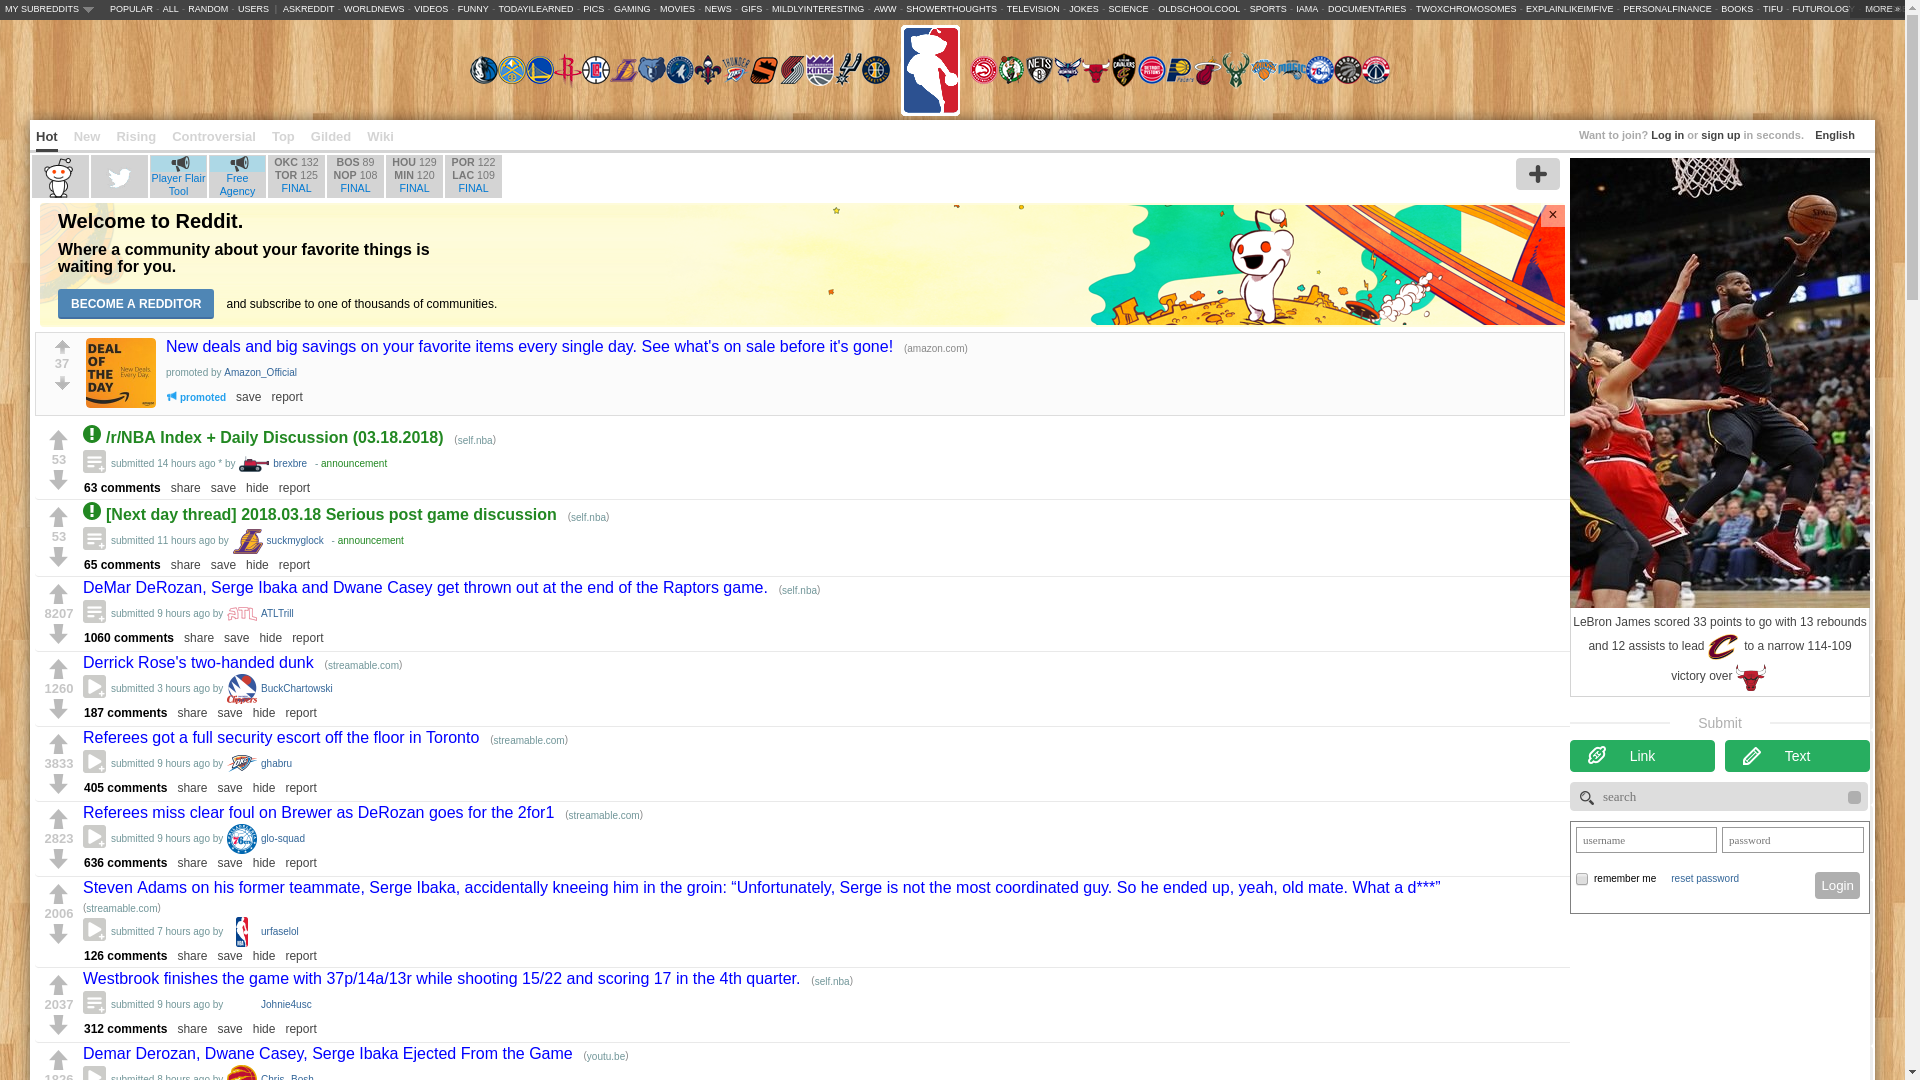 MY SUBREDDITS POPULAR - ALL - RANDOM - USERS | ASKREDDIT - WORLDNEWS - VIDEOS - FUNNY - TODAYILEARNED - PICS - GAMING - MOVIES - NEWS - GIFS - MILDLYINTERESTING - AWW - SHOWERTHOUGHTS - TELEVISION - JOKES - SCIENCE - OLDSCHOOLCOOL - SPORTS - IAMA - DOCUMENTARIES - TWOXCHROMOSOMES - EXPLAINLIKEIMFIVE - PERSONALFINANCE - BOOKS - TIFU - FUTUROLOGY MORE »
Hot New Rising Controversial Top Gilded Wiki
Want to join? Log in or sign up in seconds. English
Player Flair Tool
Free Agency
OKC 132
TOR 125
FINAL
BOS 89
NOP 108
FINAL
HOU 129
MIN 120
FINAL
POR 122
LAC 109
FINAL
Welcome to Reddit.
Where a community about your favorite things is
waiting for you.
BECOME A REDDITOR and subscribe to one of thousands of communities.
×
37
DEAL OF THE DAY
New Deals. Every Day.
New deals and big savings on your favorite items every single day. See what's on sale before it's gone! (amazon.com)
promoted by Amazon_Official
promoted save report
/r/NBA Index + Daily Discussion (03.18.2018) (self.nba)
53
submitted 14 hours ago * by brexbre - announcement
63 comments share save hide report
[Next day thread] 2018.03.18 Serious post game discussion (self.nba)
53
submitted 11 hours ago by suckmyglock - announcement
65 comments share save hide report
DeMar DeRozan, Serge Ibaka and Dwane Casey get thrown out at the end of the Raptors game. (self.nba)
8207
submitted 9 hours ago by ATLTrill
1060 comments share save hide report
Derrick Rose's two-handed dunk (streamable.com)
1260
submitted 3 hours ago by BuckChartowski
187 comments share save hide report
Referees got a full security escort off the floor in Toronto (streamable.com)
3833
submitted 9 hours ago by ghabru
405 comments share save hide report
Referees miss clear foul on Brewer as DeRozan goes for the 2for1 (streamable.com)
2823
submitted 9 hours ago by glo-squad
636 comments share save hide report
Steven Adams on his former teammate, Serge Ibaka, accidentally kneeing him in the groin: “Unfortunately, Serge is not the most coordinated guy. So he ended up, yeah, old mate. What a d***”
(streamable.com)
2006
submitted 7 hours ago by urfaselol
126 comments share save hide report
Westbrook finishes the game with 37p/14a/13r while shooting 15/22 and scoring 17 in the 4th quarter. (self.nba)
2037
submitted 9 hours ago by Johnie4usc
312 comments share save hide report
Demar Derozan, Dwane Casey, Serge Ibaka Ejected From the Game (youtu.be)
1826
submitted 8 hours ago by Chris_Bosh
LeBron James scored 33 points to go with 13 rebounds
and 12 assists to lead to a narrow 114-109
victory over
Submit
Link
Text
search
username
password
remember me reset password
Login